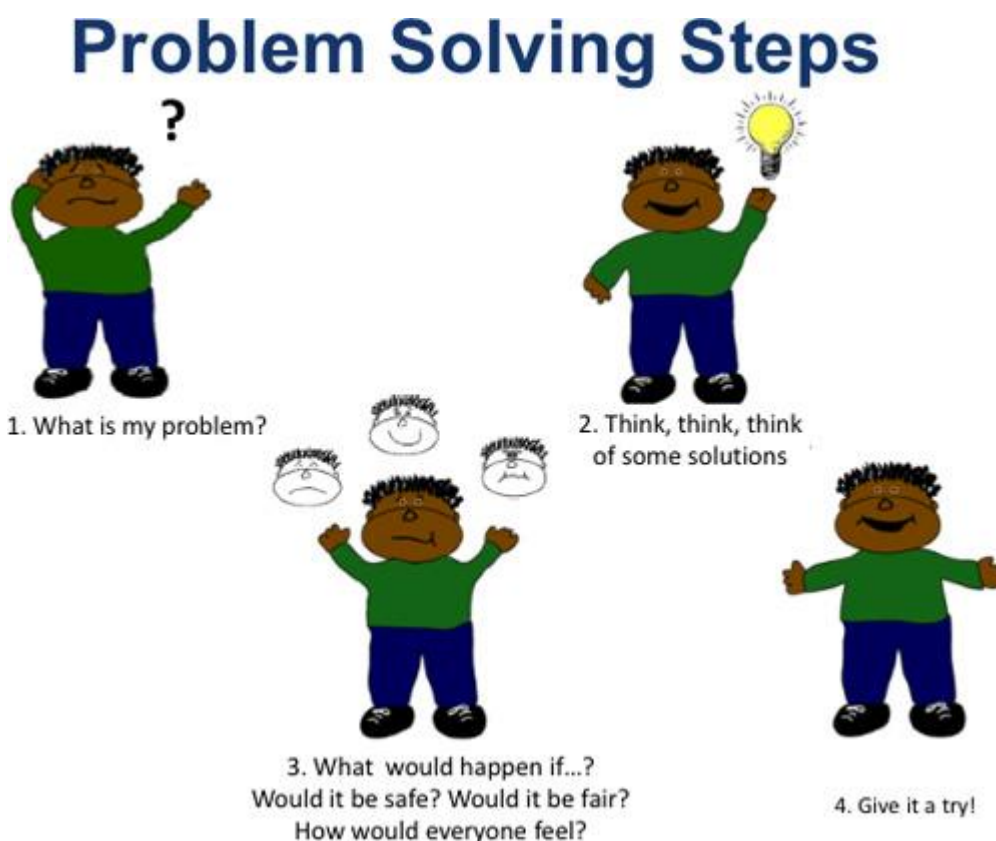 Problem Solving Steps
?
1. What is my problem?
2. Think, think, think
of some solutions
3. What would happen if...?
Would it be safe? Would it be fair?
How would everyone feel?
4. Give it a try!